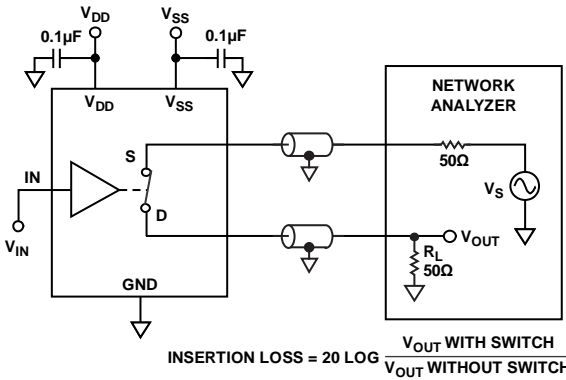 VDD
VSS
0.1µF
0.1µF
VDD
VSS
NETWORK
ANALYZER
S
50Ω
IN
VS
D
VIN
VOUT
RL
50Ω
GND
INSERTION LOSS = 20 LOG VOUT WITH SWITCH
VOUT WITHOUT SWITCH